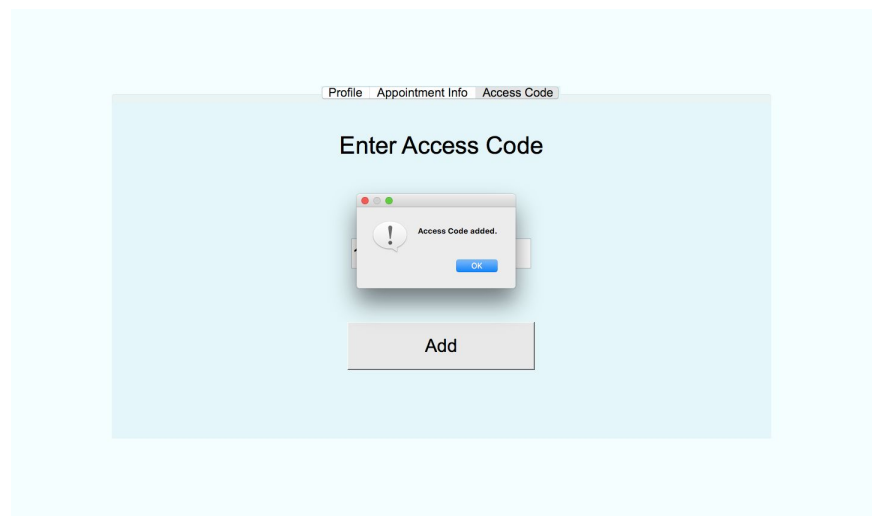 Profile Appointment Info Access Code
Enter Access Code
Access Code added.
OK
Add